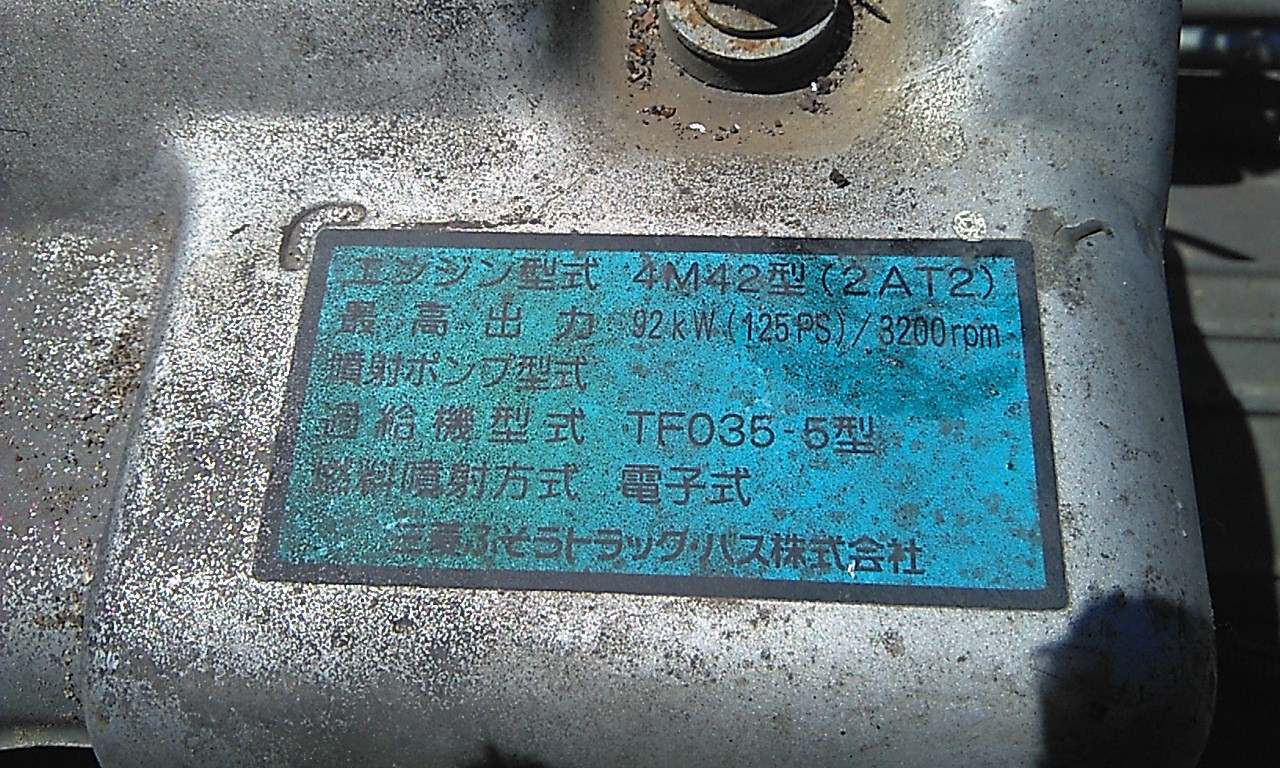 エンジン型式 4M42型(2AT2)
最高出力 92kW(125PS)/3200rpm
噴射ポンプ型式
過給機型式 TF035-5型
燃料噴射方式 電子式
三菱ふそうトラック・バス株式会社